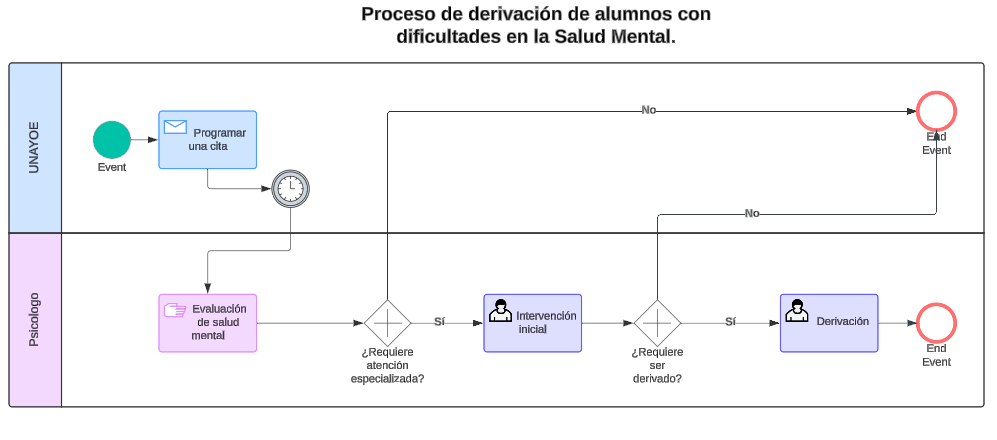 Proceso de derivación de alumnos con
dificultades en la Salud Mental.
UNAYOE
Event
Programar
una cita
No
End
Event
No
Psicologo
Evaluación
de salud
mental
¿Requiere
atención
especializada?
Sí
Intervención
inicial
¿Requiere
ser
derivado?
Sí
Derivación
End
Event